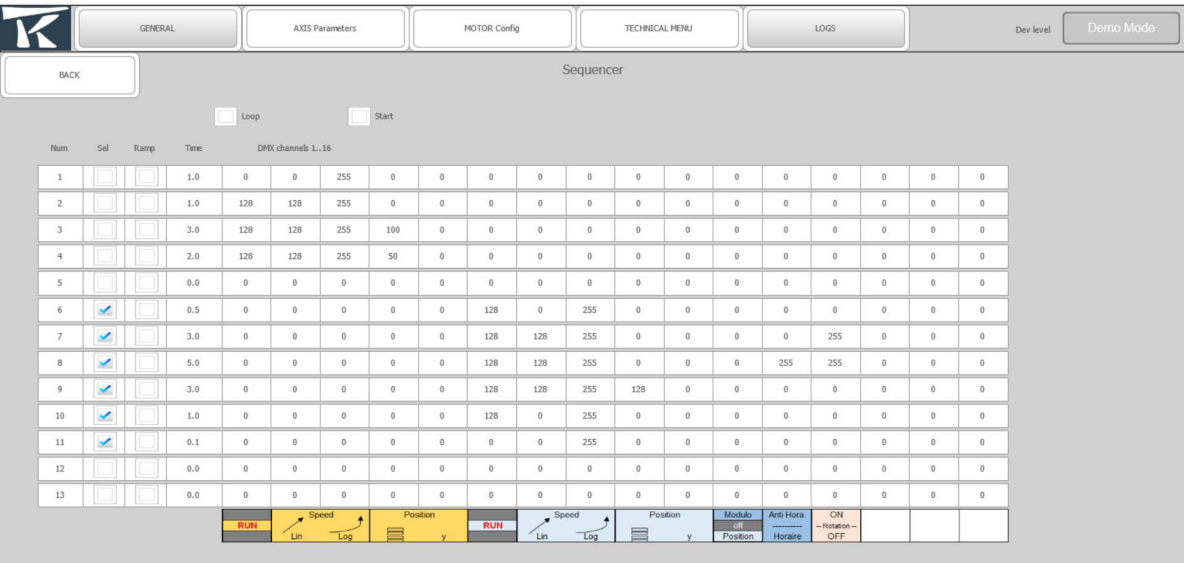 K GENERAL AXIS Parameters MOTOR Config TECHNICAL MENU LOGS Dev level Demo Mode
BACK Sequencer
Loop Start
Num Sel Ramp Time DMX channels 1..16
1 1.0 0 0 255 0 0 0 0 0 0 0 0 0 0 0 0 0
2 1.0 128 128 255 0 0 0 0 0 0 0 0 0 0 0 0 0
3 3.0 128 128 255 100 0 0 0 0 0 0 0 0 0 0 0 0
4 2.0 128 128 255 50 0 0 0 0 0 0 0 0 0 0 0 0
5 0.0 0 0 0 0 0 0 0 0 0 0 0 0 0 0 0 0
6 0.5 0 0 0 0 0 128 0 255 0 0 0 0 0 0 0 0
7 3.0 0 0 0 0 0 128 128 255 0 0 0 0 255 0 0 0
8 5.0 0 0 0 0 0 128 128 255 0 0 0 255 255 0 0 0
9 3.0 0 0 0 0 0 128 128 255 128 0 0 0 0 0 0 0
10 1.0 0 0 0 0 0 128 0 255 0 0 0 0 0 0 0 0
11 0.1 0 0 0 0 0 0 0 255 0 0 0 0 0 0 0 0
12 0.0 0 0 0 0 0 0 0 0 0 0 0 0 0 0 0 0
13 0.0 0 0 0 0 0 0 0 0 0 0 0 0 0 0 0 0
Speed Position Speed Position Modulo Anti Hora. ON
RUN RUN off ----------- -- Rotation --
Lin Log y Lin Log y Position Horaire OFF